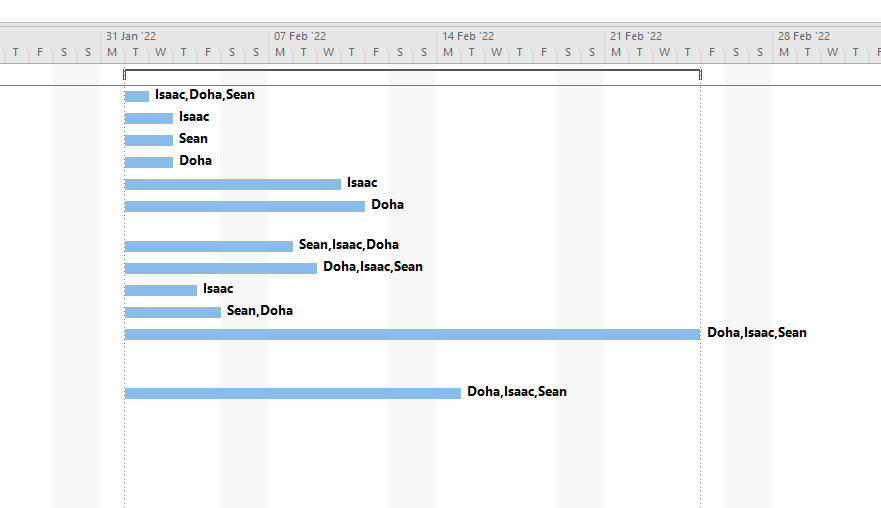 31 Jan '22 07 Feb '22 14 Feb '22 21 Feb '22 28 Feb '22
T F S S M T W T F S S M T W T F S S M T W T F S S M T W T F S S M T W T F
Isaac,Doha,Sean
Isaac
Sean
Doha
Isaac
Doha
Sean,Isaac,Doha
Doha,Isaac,Sean
Isaac
Sean,Doha
Doha,Isaac,Sean
Doha,Isaac,Sean